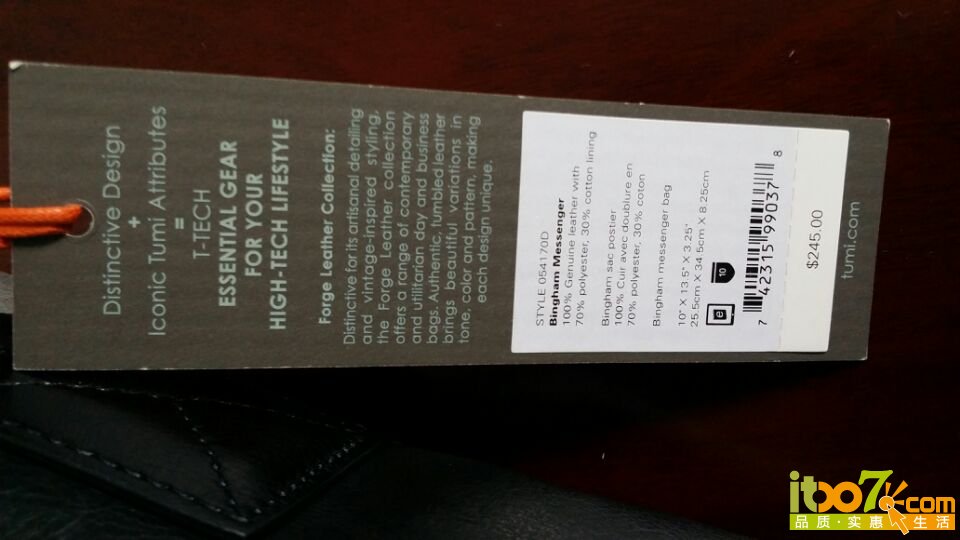 Distinctive Design
+
Iconic Tumi Attributes
=
T-TECH
ESSENTIAL GEAR
FOR YOUR
HIGH-TECH LIFESTYLE
Forge Leather Collection:
Distinctive for its artisanal detailing
and vintage-inspired styling,
the Forge Leather collection
offers a range of contemporary
and utilitarian day and business
bags. Authentic, tumbled leather
brings beautiful variations in
tone, color and pattern, making
each design unique.
STYLE 054170D
Bingham Messenger
100% Genuine leather with
70% polyester, 30% cotton lining
Bingham sac postier
100% Cuir avec doublure en
70% polyester, 30% coton
Bingham messenger bag
10" X 13.5" X 3.25"
25.5cm X 34.5cm X 8.25cm
e 10
7 42315 99037 8
$245.00
tumi.com
itbo7.com
品质·实惠·生活